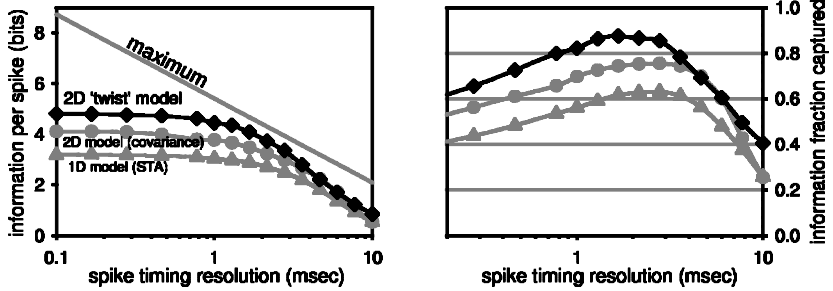 information per spike (bits)
8
6
4
2
0
maximum
2D 'twist' model
2D model (covariance)
1D model (STA)
0.1
1
10
spike timing resolution (msec)
1.0
0.8
0.6
0.4
0.2
0
information fraction captured
1
10
spike timing resolution (msec)